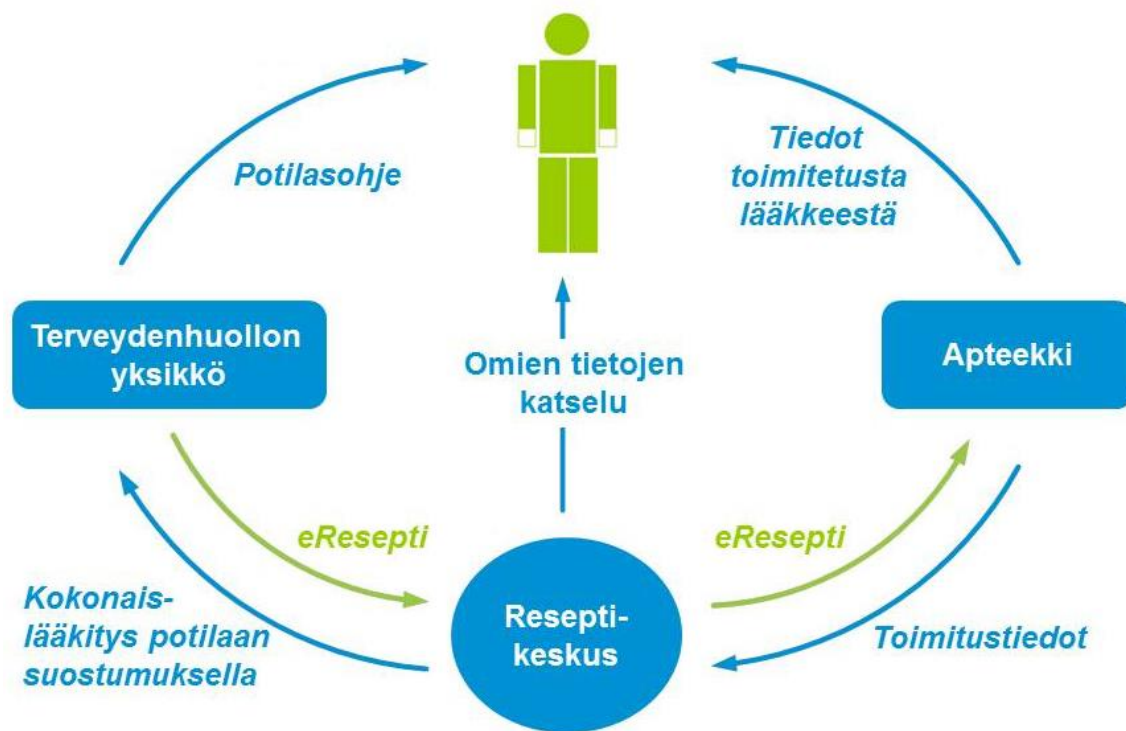 Potilasohje
Tiedot
toimitetusta
lääkkeestä
Terveydenhuollon
yksikkö
Omien tietojen
katselu
Apteekki
eResepti
eResepti
Kokonais-
lääkitys potilaan
suostumuksella
Resepti-
keskus
Toimitustiedot